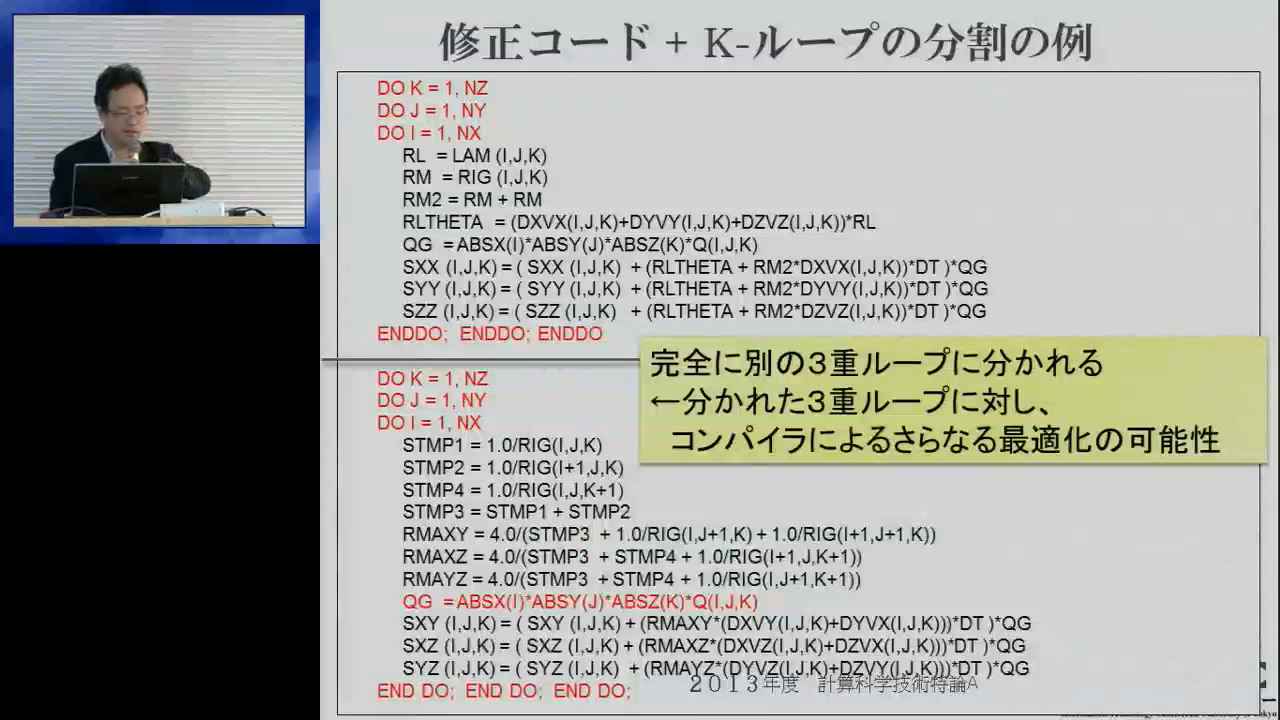 修正コード + K-ループの分割の例
DO K = 1, NZ
DO J = 1, NY
DO I = 1, NX
RL = LAM (I,J,K)
RM = RIG (I,J,K)
RM2 = RM + RM
RLTHETA = (DXVX(I,J,K)+DYVY(I,J,K)+DZVZ(I,J,K))*RL
QG = ABSX(I)*ABSY(J)*ABSZ(K)*Q(I,J,K)
SXX (I,J,K) = ( SXX (I,J,K) + (RLTHETA + RM2*DXVX(I,J,K))*DT )*QG
SYY (I,J,K) = ( SYY (I,J,K) + (RLTHETA + RM2*DYVY(I,J,K))*DT )*QG
SZZ (I,J,K) = ( SZZ (I,J,K) + (RLTHETA + RM2*DZVZ(I,J,K))*DT )*QG
ENDDO; ENDDO; ENDDO
完全に別の３重ループに分かれる
←分かれた３重ループに対し、
コンパイラによるさらなる最適化の可能性
DO K = 1, NZ
DO J = 1, NY
DO I = 1, NX
STMP1 = 1.0/RIG(I,J,K)
STMP2 = 1.0/RIG(I+1,J,K)
STMP4 = 1.0/RIG(I,J,K+1)
STMP3 = STMP1 + STMP2
RMAXY = 4.0/(STMP3 + 1.0/RIG(I,J+1,K) + 1.0/RIG(I+1,J+1,K))
RMAXZ = 4.0/(STMP3 + STMP4 + 1.0/RIG(I+1,J,K+1))
RMAYZ = 4.0/(STMP3 + STMP4 + 1.0/RIG(I,J+1,K+1))
QG = ABSX(I)*ABSY(J)*ABSZ(K)*Q(I,J,K)
SXY (I,J,K) = ( SXY (I,J,K) + (RMAXY*(DXVY(I,J,K)+DYVX(I,J,K)))*DT )*QG
SXZ (I,J,K) = ( SXZ (I,J,K) + (RMAXZ*(DXVZ(I,J,K)+DZVX(I,J,K)))*DT )*QG
SYZ (I,J,K) = ( SYZ (I,J,K) + (RMAYZ*(DYVZ(I,J,K)+DZVY(I,J,K)))*DT )*QG
END DO; END DO; END DO;
２０１３年度 計算科学技術特論A